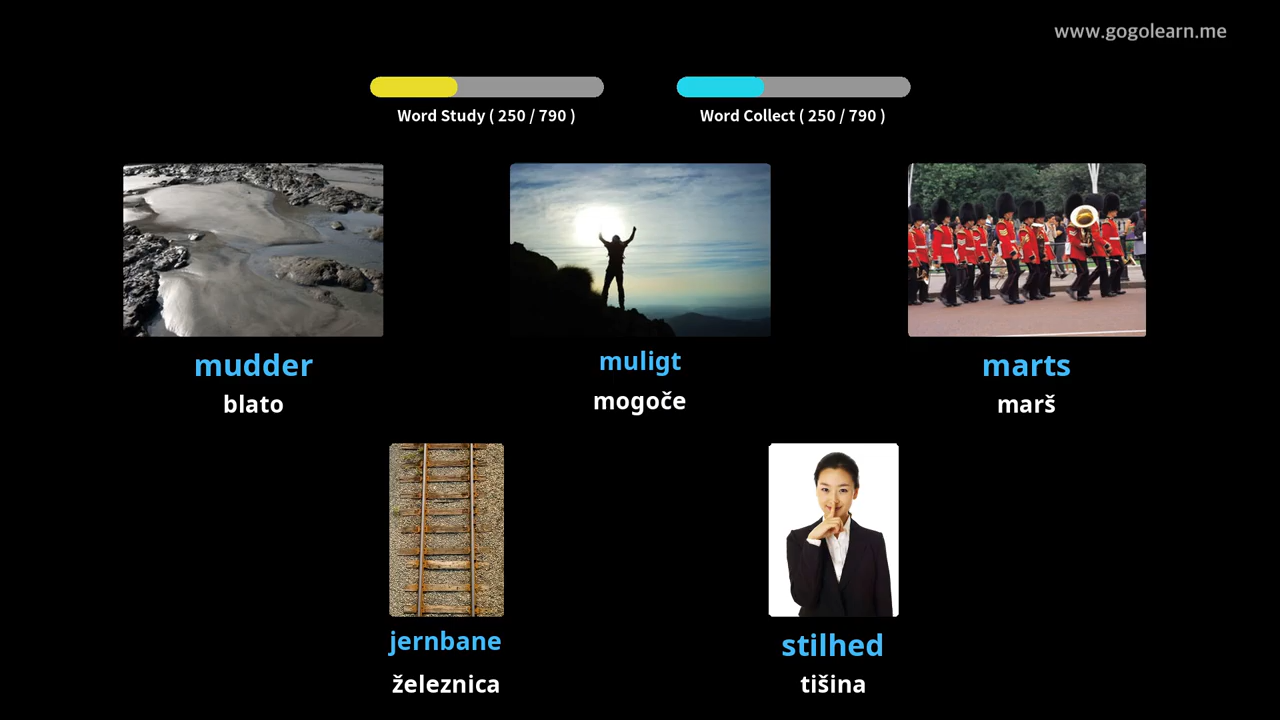 www.gogolearn.me
Word Study ( 250 / 790 )
Word Collect ( 250 / 790 )
mudder
blato
muligt
mogoče
marts
marš
jernbane
železnica
stilhed
tišina